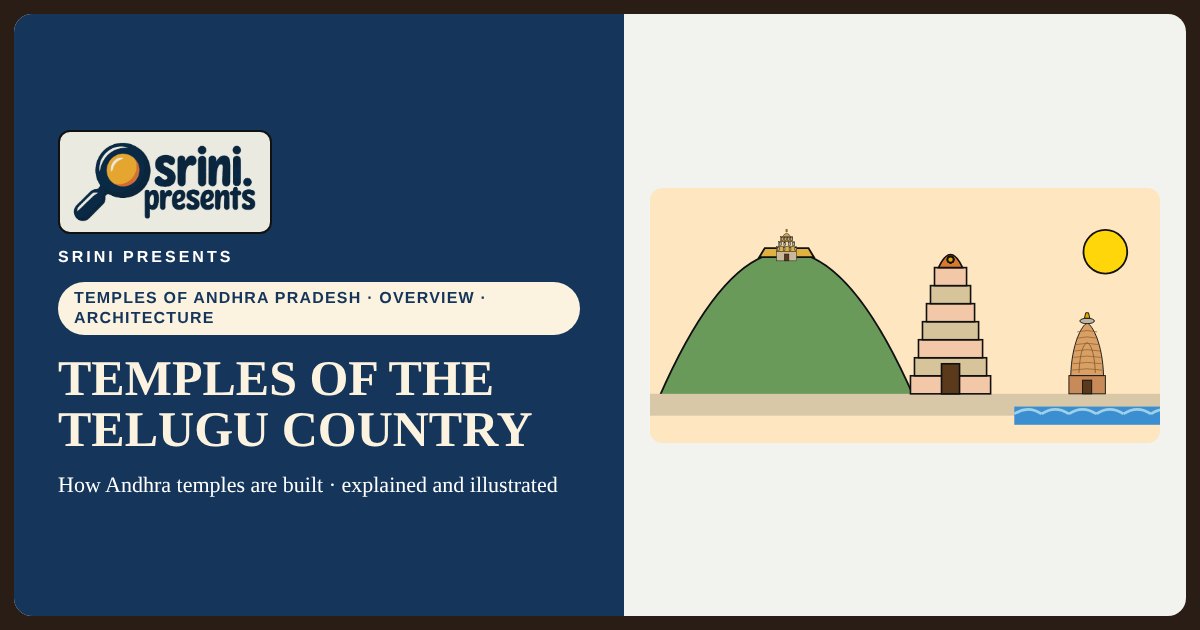 srini.
presents
SRINI PRESENTS
TEMPLES OF ANDHRA PRADESH · OVERVIEW ·
ARCHITECTURE
TEMPLES OF THE
TELUGU COUNTRY
How Andhra temples are built · explained and illustrated